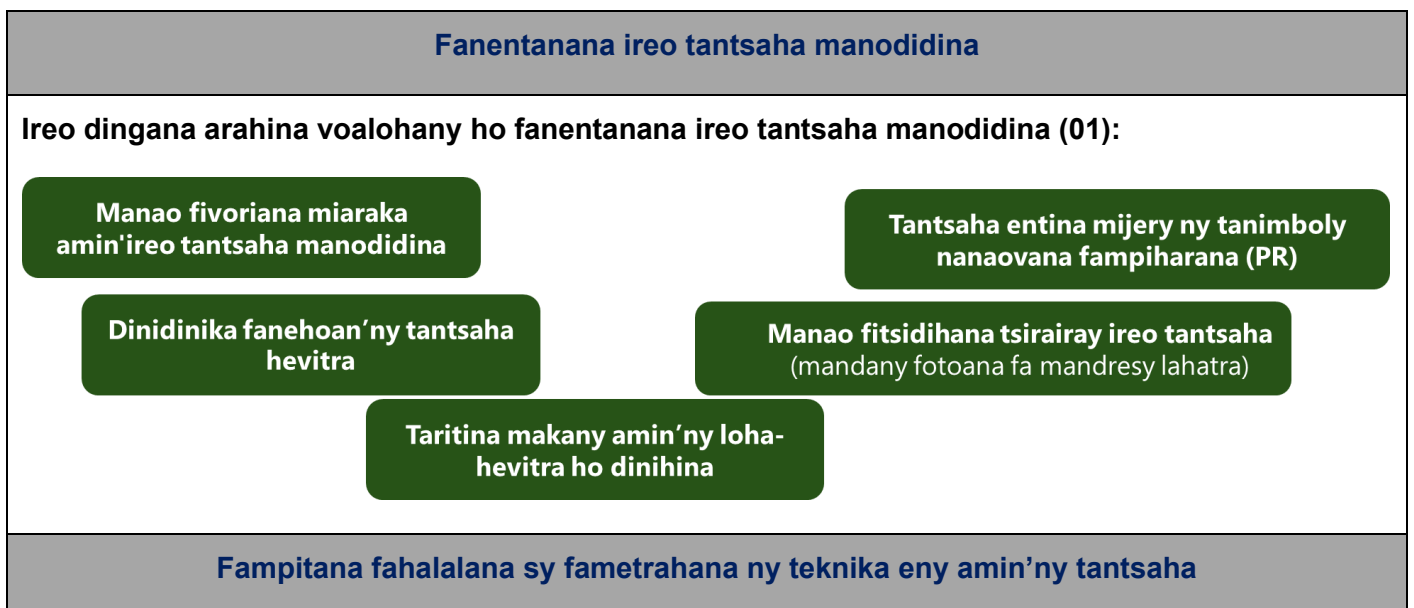 Fanentanana ireo tantsaha manodidina
Ireo dingana arahina voalohany ho fanentanana ireo tantsaha manodidina (01):
Manao fivoriana miaraka
amin'ireo tantsaha manodidina
Dinidinika fanehoan’ny tantsaha
hevitra
Taritina makany amin’ny loha-
hevitra ho dinihina
Manao fitsidihana tsirairay ireo tantsaha
(mandany fotoana fa mandresy lahatra)
Tantsaha entina mijery ny tanimboly
nanaovana fampiharana (PR)
Fampitana fahalalana sy fametrahana ny teknika eny amin’ny tantsaha